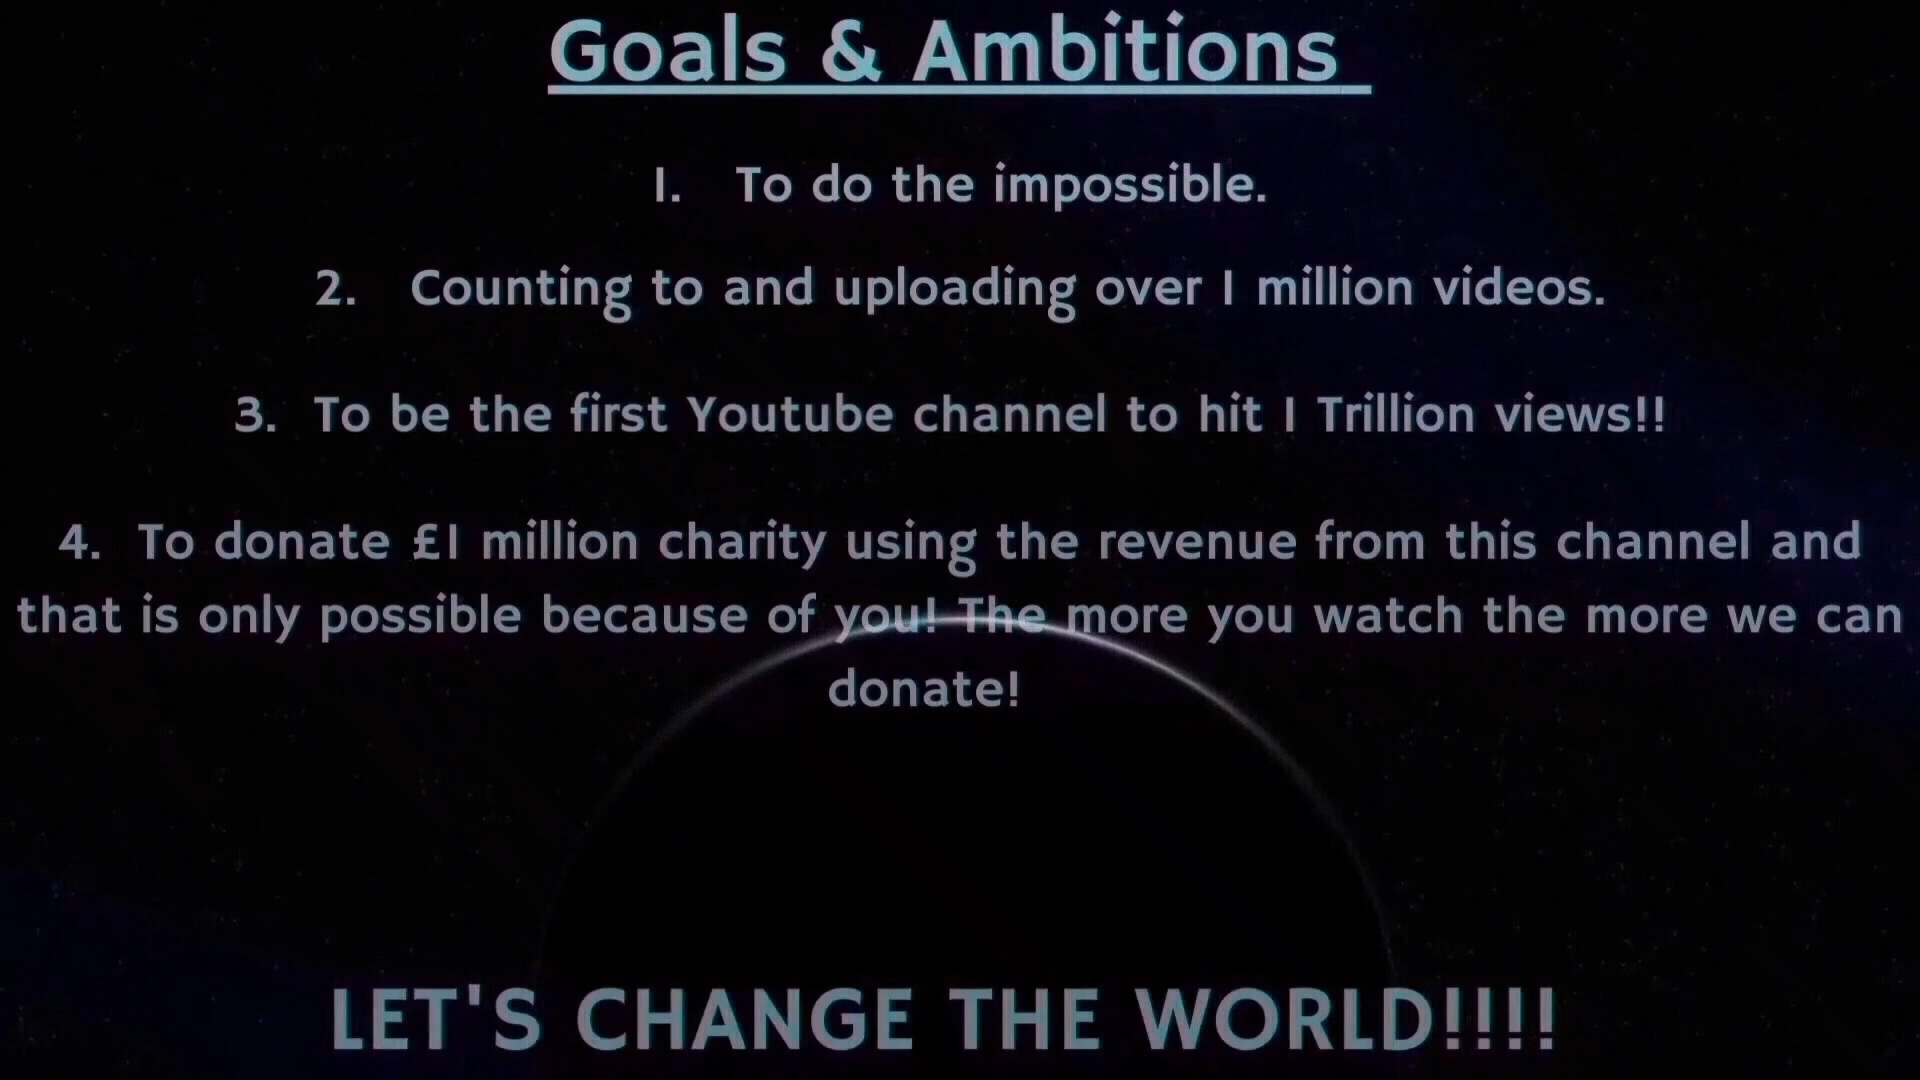 Goals & Ambitions
1. To do the impossible.
2. Counting to and uploading over 1 million videos.
3. To be the first Youtube channel to hit 1 Trillion views!!
4. To donate £1 million charity using the revenue from this channel and
that is only possible because of you! The more you watch the more we can
donate!
LET'S CHANGE THE WORLD!!!!